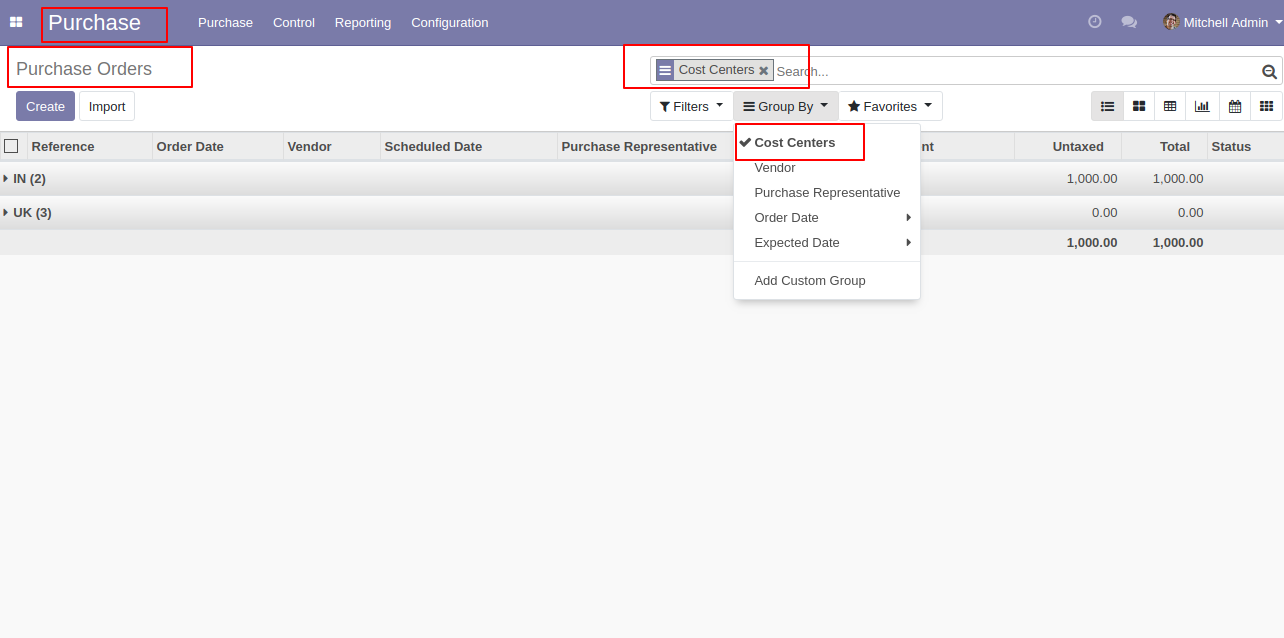 Purchase Purchase Control Reporting Configuration Mitchell Admin
Purchase Orders
Cost Centers Search...
Create Import
Filters Group By Favorites
Reference Order Date Vendor Scheduled Date Purchase Representative nt Untaxed Total Status
Cost Centers
Vendor
Purchase Representative
Order Date
Expected Date
Add Custom Group
IN (2) 1,000.00 1,000.00
UK (3) 0.00 0.00
1,000.00 1,000.00